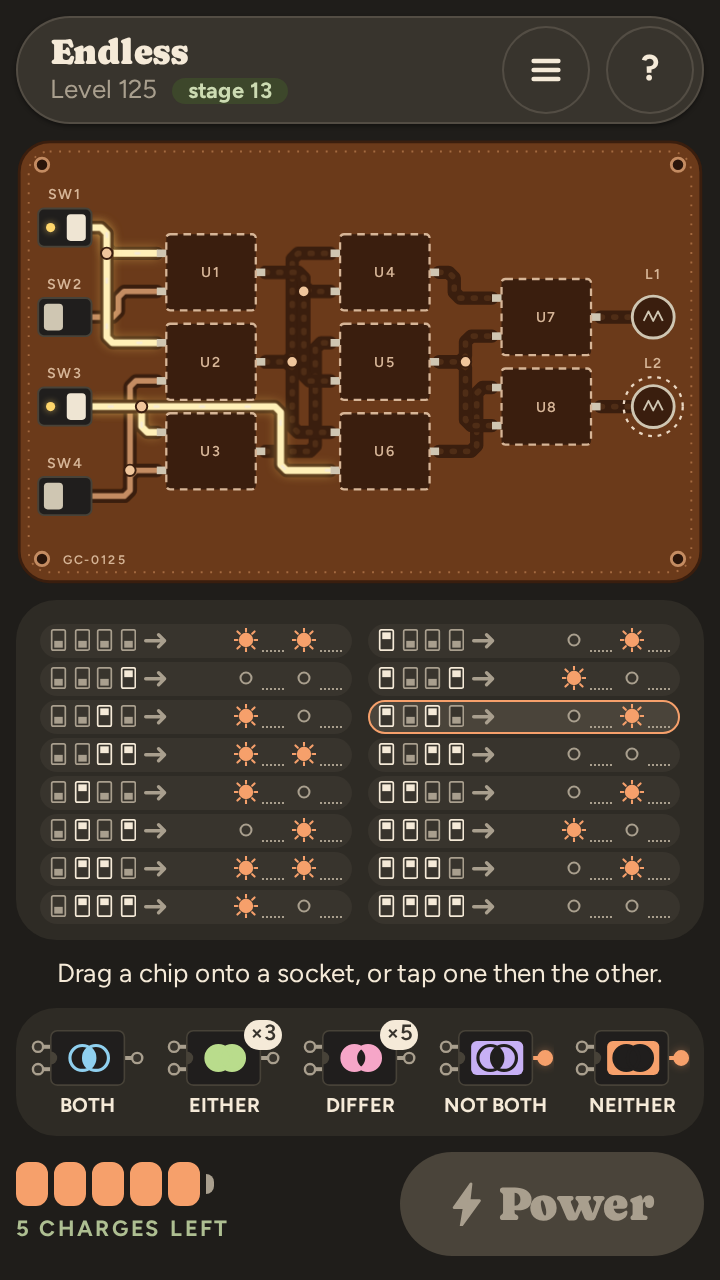 Endless
Level 125 stage 13
?
SW1
SW2
SW3
SW4
U1
U2
U3
U4
U5
U6
U7
U8
L1
L2
GC-0125
Drag a chip onto a socket, or tap one then the other.
×3
×5
BOTH
EITHER
DIFFER
NOT BOTH
NEITHER
5 CHARGES LEFT
Power